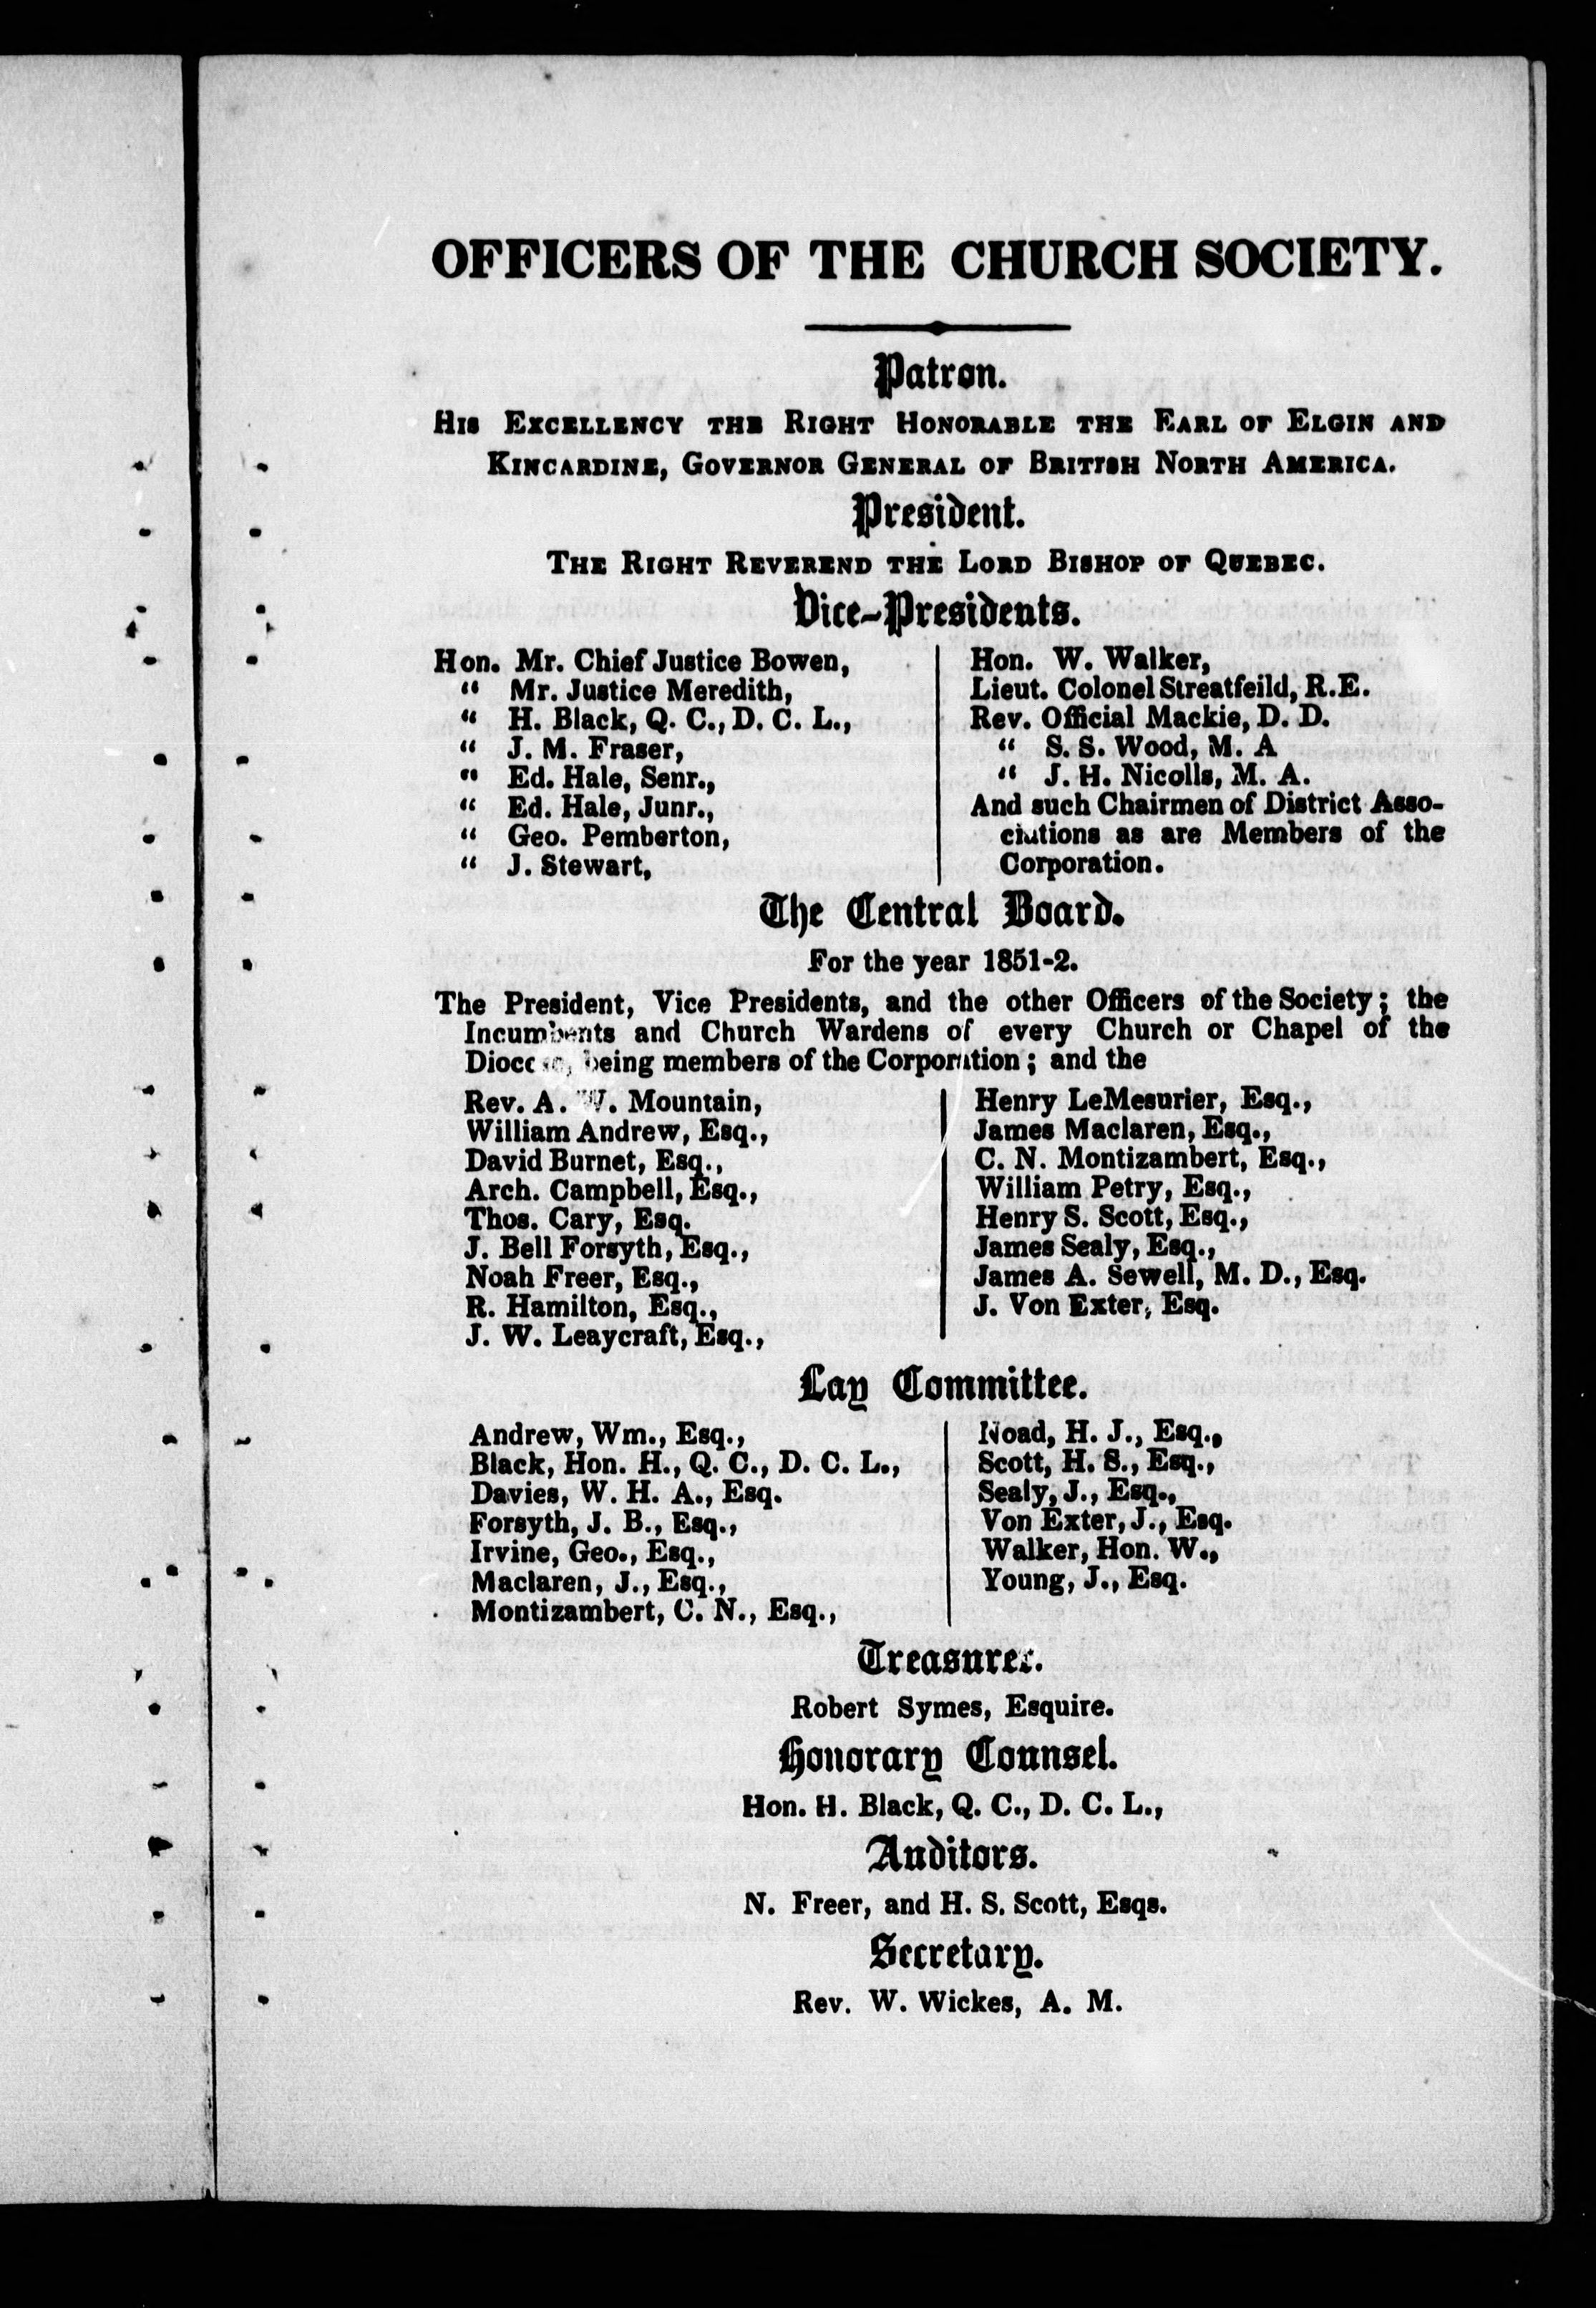 OFFICERS OF THE CHURCH SOCIETY.
Patron.
HIS EXCELLENCY THE RIGHT HONORABLE THE EARL OF ELGIN AND
KINCARDINE, GOVERNOR GENERAL OF BRITISH NORTH AMERICA.
President.
THE RIGHT REVEREND THE LORD BISHOP OF QUEBEC.
Vice-Presidents.
Hon. Mr. Chief Justice Bowen,
“ Mr. Justice Meredith,
“ H. Black, Q. C., D. C. L.,
“ J. M. Fraser,
“ Ed. Hale, Senr.,
“ Ed. Hale, Junr.,
“ Geo. Pemberton,
“ J. Stewart,
Hon. W. Walker,
Lieut. Colonel Streatfeild, R.E.
Rev. Official Mackie, D. D.
“ S. S. Wood, M. A
“ J. H. Nicolls, M. A.
And such Chairmen of District Asso-
ciations as are Members of the
Corporation.
The Central Board.
For the year 1851-2.
The President, Vice Presidents, and the other Officers of the Society; the
Incumbents and Church Wardens of every Church or Chapel of the
Diocese, being members of the Corporation; and the
Rev. A. W. Mountain,
William Andrew, Esq.,
David Burnet, Esq.,
Arch. Campbell, Esq.,
Thos. Cary, Esq.
J. Bell Forsyth, Esq.,
Noah Freer, Esq.,
R. Hamilton, Esq.,
J. W. Leaycraft, Esq.,
Henry LeMesurier, Esq.,
James Maclaren, Esq.,
C. N. Montizambert, Esq.,
William Petry, Esq.,
Henry S. Scott, Esq.,
James Sealy, Esq.,
James A. Sewell, M. D., Esq.
J. Von Exter, Esq.
Lay Committee.
Andrew, Wm., Esq.,
Black, Hon. H., Q. C., D. C. L.,
Davies, W. H. A., Esq.
Forsyth, J. B., Esq.,
Irvine, Geo., Esq.,
Maclaren, J., Esq.,
Montizambert, C. N., Esq.,
Noad, H. J., Esq.,
Scott, H. S., Esq.,
Sealy, J., Esq.,
Von Exter, J., Esq.
Walker, Hon. W.,
Young, J., Esq.
Treasurer.
Robert Symes, Esquire.
Honorary Counsel.
Hon. H. Black, Q. C., D. C. L.,
Auditors.
N. Freer, and H. S. Scott, Esqs.
Secretary.
Rev. W. Wickes, A. M.